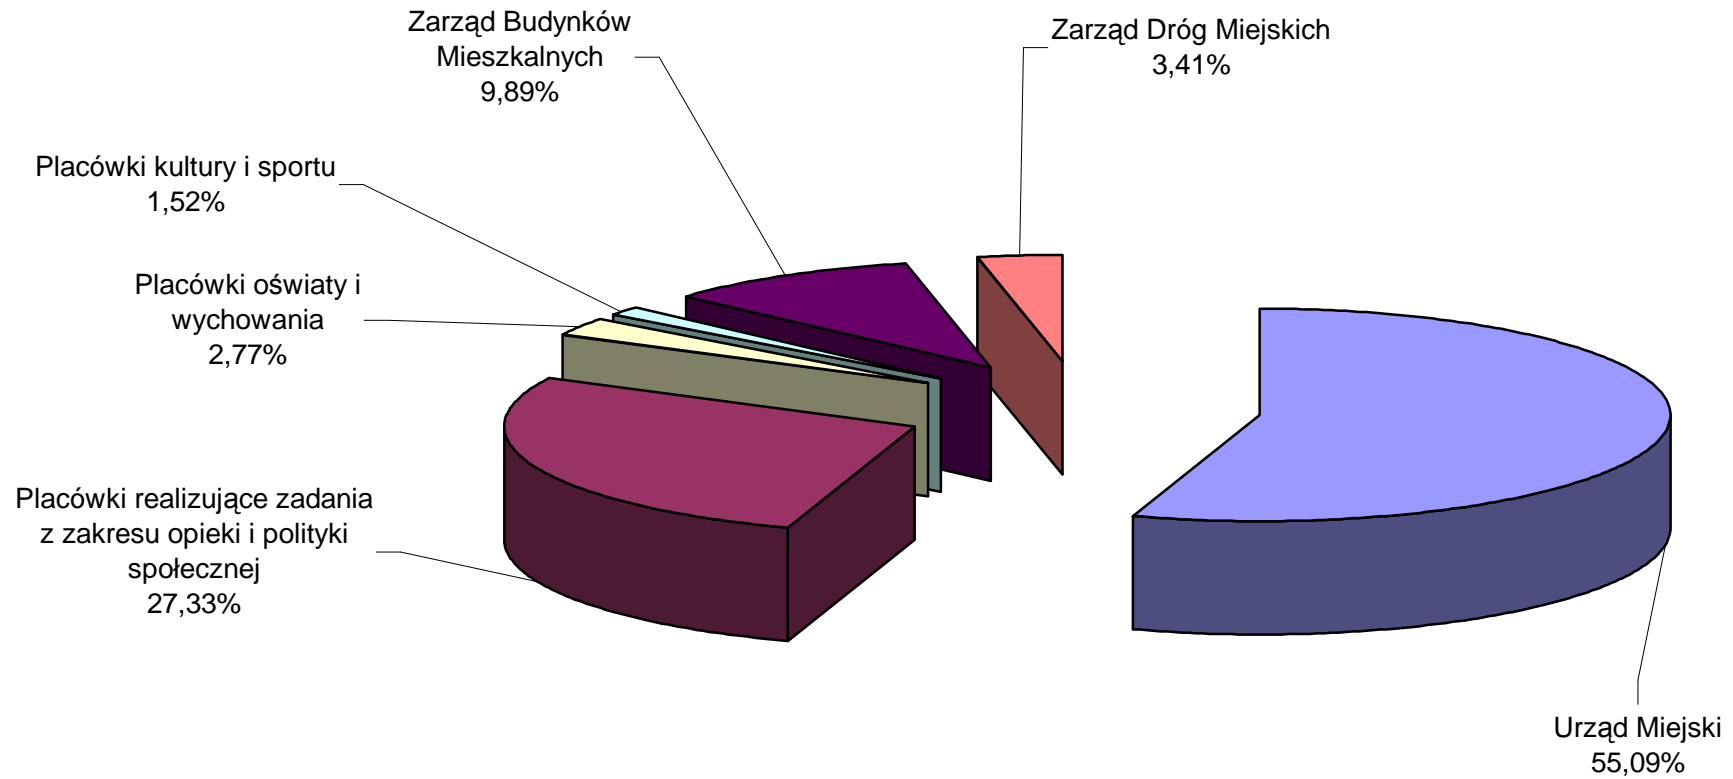 Zarząd Budynków
Mieszkalnych
9,89%
Zarząd Dróg Miejskich
3,41%
Placówki kultury i sportu
1,52%
Placówki oświaty i
wychowania
2,77%
Placówki realizujące zadania
z zakresu opieki i polityki
społecznej
27,33%
Urząd Miejski
55,09%